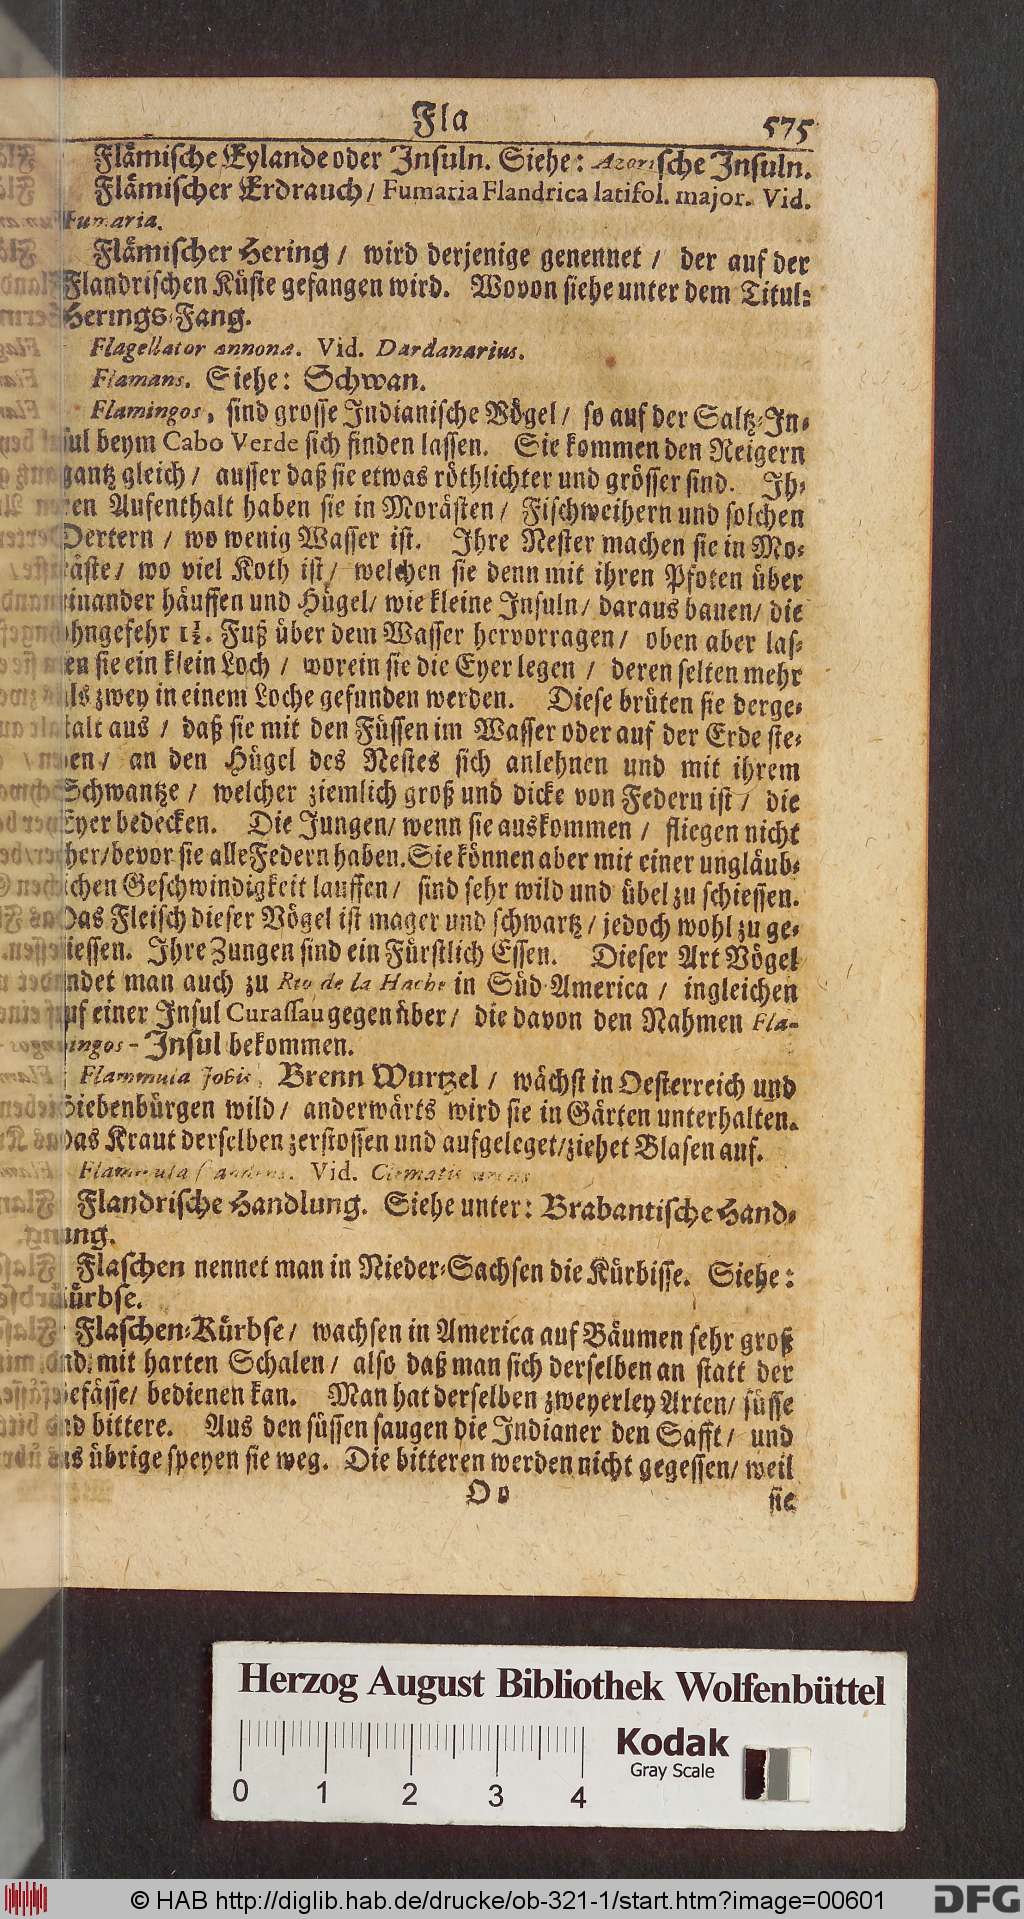 Fla 575
Flämische Eylande oder Insuln. Siehe: Azorische Insuln.
Flämischer Erdrauch/ Fumaria Flandrica latifol. major. Vid.
Fumaria.
Flämischer Hering / wird derjenige genennet / der auf der
Flandrischen Küste gefangen wird. Wovon siehe unter dem Titul:
Herings-Fang.
Flagellator annonæ. Vid. Dardanarius.
Flamans. Siehe: Schwan.
Flamingos, sind grosse Indianische Vögel/ so auf der Saltz-In-
sul beym Cabo Verde sich finden lassen. Sie kommen den Reigern
gantz gleich / ausser daß sie etwas röthlichter und grösser sind. Ih-
ren Aufenthalt haben sie in Morästen/ Fischweihern und solchen
Oertern / wo wenig Wasser ist. Ihre Nester machen sie in Mo-
räste/ wo viel Koth ist/ welchen sie denn mit ihren Pfoten über
einander häuffen und Hügel/ wie kleine Insuln/ daraus bauen/ die
ohngefehr 1½. Fuß über dem Wasser hervorragen/ oben aber las-
sen sie ein klein Loch / worein sie die Eyer legen / deren selten mehr
als zwey in einem Loche gefunden werden. Diese brüten sie derge-
stalt aus / daß sie mit den Füssen im Wasser oder auf der Erde ste-
hen/ an den Hügel des Nestes sich anlehnen und mit ihrem
Schwantze / welcher ziemlich groß und dicke von Federn ist / die
Eyer bedecken. Die Jungen/ wenn sie auskommen / fliegen nicht
eher/bevor sie alle Federn haben. Sie können aber mit einer ungläub-
lichen Geschwindigkeit lauffen/ sind sehr wild und übel zu schiessen.
Das Fleisch dieser Vögel ist mager und schwartz/ jedoch wohl zu ge-
niessen. Ihre Zungen sind ein Fürstlich Essen. Dieser Art Vögel
findet man auch zu Rio de la Hache in Süd-America / ingleichen
auf einer Insul Curassau gegen über/ die davon den Nahmen Fla-
mingos-Insul bekommen.
Flammula Jovis, Brenn Wurtzel / wächst in Oesterreich und
Siebenbürgen wild/ anderwärts wird sie in Gärten unterhalten.
Das Kraut derselben zerstossen und aufgeleget/ziehet Blasen auf.
Flammula scandens. Vid. Clematis urens
Flandrische Handlung. Siehe unter: Brabantische Hand-
lung.
Flaschen nennet man in Nieder-Sachsen die Kürbisse. Siehe:
Kürbse.
Flaschen-Kürbse/ wachsen in America auf Bäumen sehr groß
und mit harten Schalen/ also daß man sich derselben an statt der
Gefässe/ bedienen kan. Man hat derselben zweyerley Arten/ süsse
und bittere. Aus den süssen saugen die Indianer den Safft/ und
das übrige speyen sie weg. Die bitteren werden nicht gegessen/ weil
Oo sie
Herzog August Bibliothek Wolfenbüttel
Kodak
Gray Scale
0 1 2 3 4
© HAB http://diglib.hab.de/drucke/ob-321-1/start.htm?image=00601
DFG